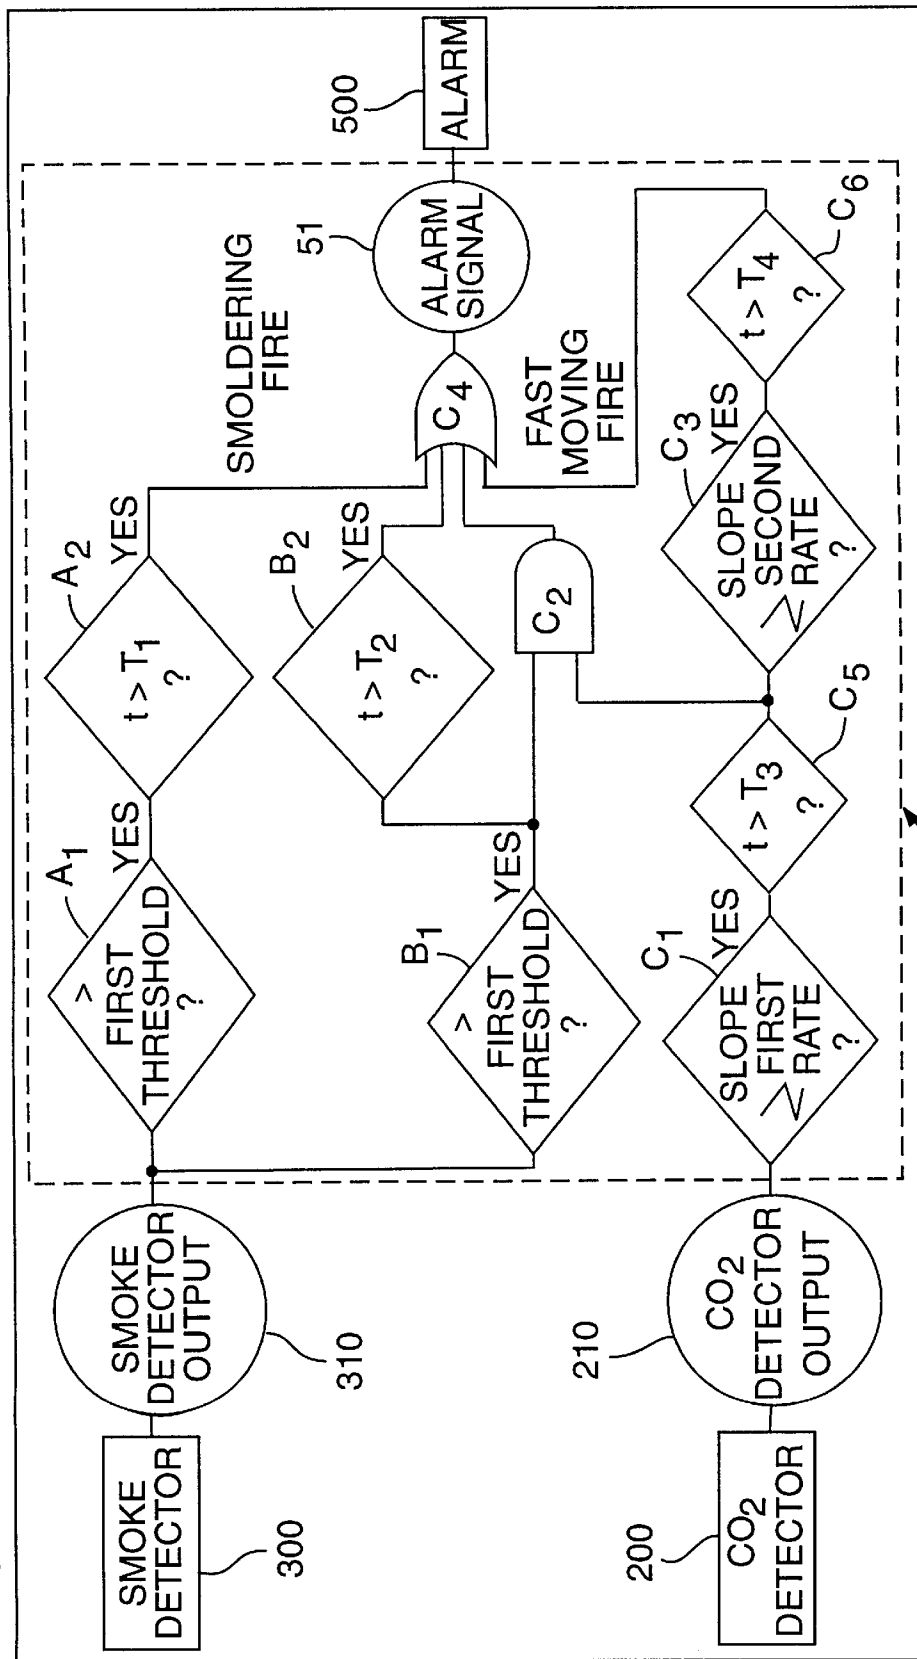 SMOKE
DETECTOR
300
SMOKE
DETECTOR
OUTPUT
310
>
FIRST
THRESHOLD
?
A1
YES
t > T1
?
A2
YES
SMOLDERING
FIRE
>
FIRST
THRESHOLD
?
B1
YES
t > T2
?
B2
YES
C2
C4
ALARM
SIGNAL
51
ALARM
500
FAST
MOVING
FIRE
CO2
DETECTOR
200
CO2
DETECTOR
OUTPUT
210
SLOPE
FIRST
≥ RATE
?
C1
YES
t > T3
?
C5
SLOPE
SECOND
≥ RATE
?
C3
YES
t > T4
?
C6